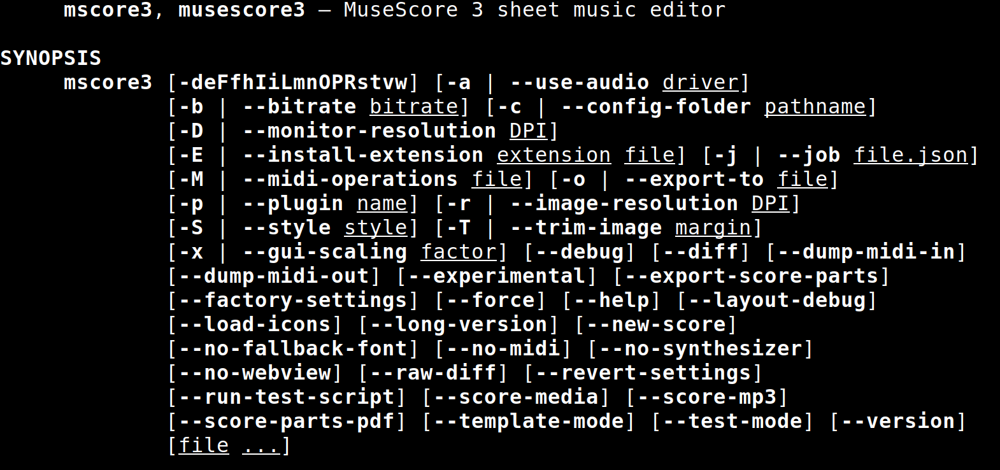 mscore3, musescore3 — MuseScore 3 sheet music editor
SYNOPSIS
mscore3 [-deFfhIiLmnOPRstvw] [-a | --use-audio driver]
[-b | --bitrate bitrate] [-c | --config-folder pathname]
[-D | --monitor-resolution DPI]
[-E | --install-extension extension file] [-j | --job file.json]
[-M | --midi-operations file] [-o | --export-to file]
[-p | --plugin name] [-r | --image-resolution DPI]
[-S | --style style] [-T | --trim-image margin]
[-x | --gui-scaling factor] [--debug] [--diff] [--dump-midi-in]
[--dump-midi-out] [--experimental] [--export-score-parts]
[--factory-settings] [--force] [--help] [--layout-debug]
[--load-icons] [--long-version] [--new-score]
[--no-fallback-font] [--no-midi] [--no-synthesizer]
[--no-webview] [--raw-diff] [--revert-settings]
[--run-test-script] [--score-media] [--score-mp3]
[--score-parts-pdf] [--template-mode] [--test-mode] [--version]
[file ...]